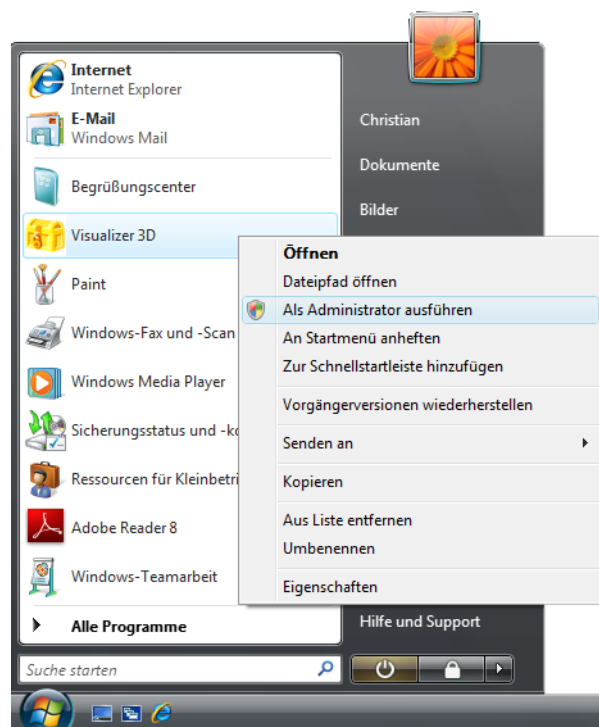 Internet
Internet Explorer
E-Mail
Windows Mail
Begrüßungscenter
Visualizer 3D
Paint
Windows-Fax und -Scan
Windows Media Player
Sicherungsstatus und -ko
Ressourcen für Kleinbetri
Adobe Reader 8
Windows-Teamarbeit
Alle Programme
Suche starten
Christian
Dokumente
Bilder
Öffnen
Dateipfad öffnen
Als Administrator ausführen
An Startmenü anheften
Zur Schnellstartleiste hinzufügen
Vorgängerversionen wiederherstellen
Senden an
Kopieren
Aus Liste entfernen
Umbenennen
Eigenschaften
Hilfe und Support